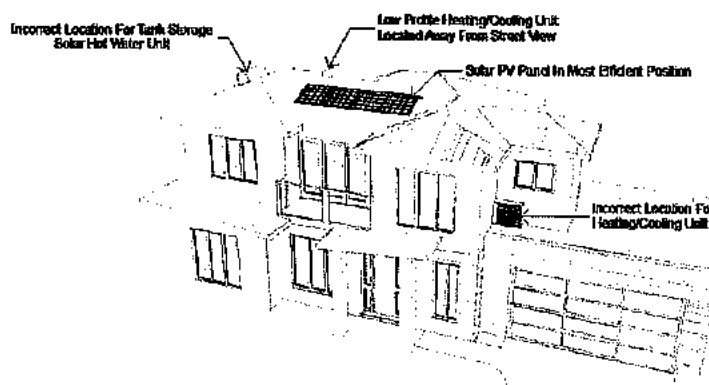 Incorrect Location For Tank Storage
Solar Hot Water Unit
Low Profile Heating/Cooling Unit
Located Away From Street View
Solar PV Panel In Most Efficient Position
Incorrect Location Fo
Heating/Cooling Unit